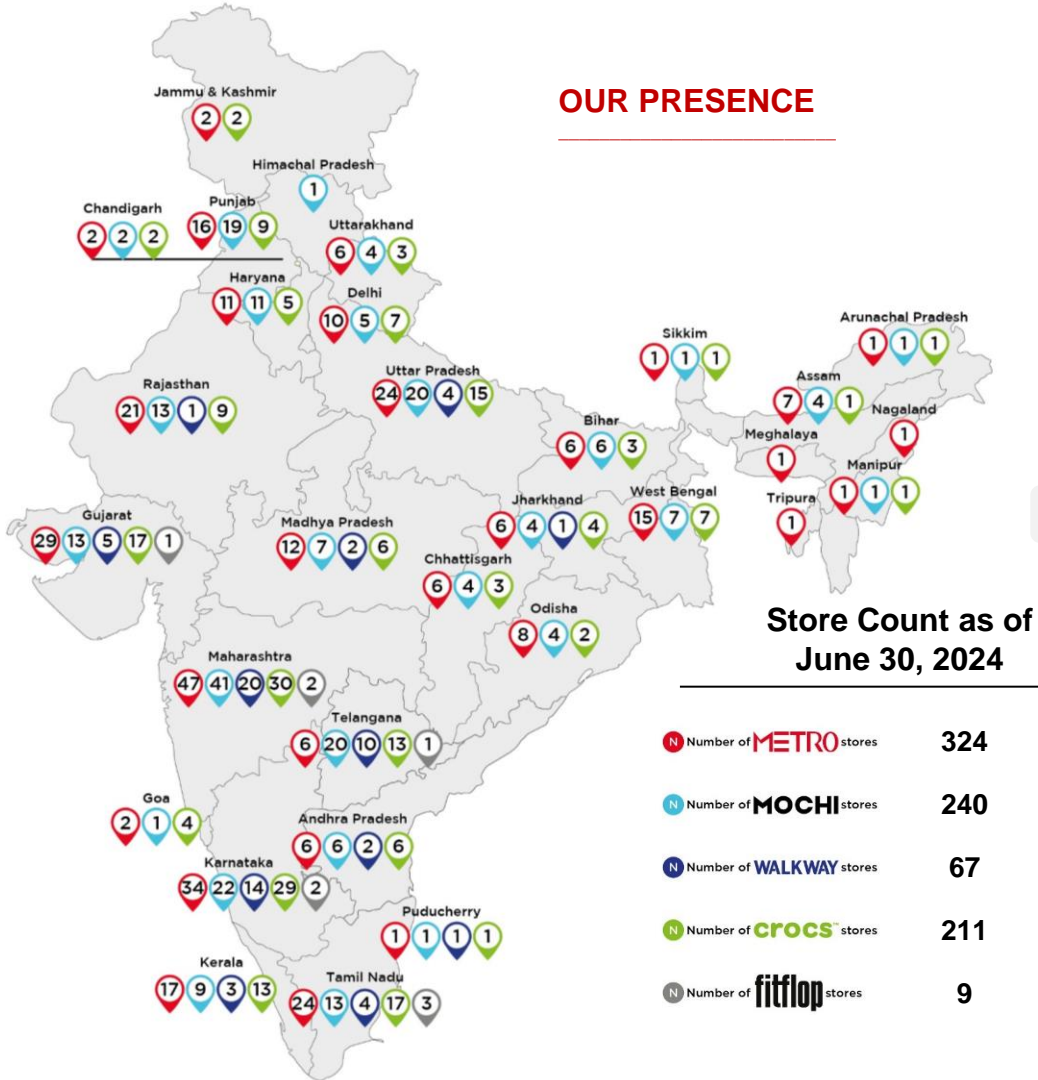 OUR PRESENCE
Jammu & Kashmir
2 2
Himachal Pradesh
1
Chandigarh
2 2 2
Punjab
16 19 9
Uttarakhand
6 4 3
Haryana
11 11 5
Delhi
10 5 7
Sikkim
1 1 1
Arunachal Pradesh
1 1 1
Rajasthan
21 13 1 9
Uttar Pradesh
24 20 4 15
Assam
7 4 1
Nagaland
1
Bihar
6 6 3
Meghalaya
1
Manipur
1 1 1
Tripura
1
Gujarat
29 13 5 17 1
Madhya Pradesh
12 7 2 6
Jharkhand
6 4 1 4
West Bengal
15 7 7
Chhattisgarh
6 4 3
Odisha
8 4 2
Maharashtra
47 41 20 30 2
Telangana
6 20 10 13 1
Goa
2 1 4
Andhra Pradesh
6 6 2 6
Karnataka
34 22 14 29 2
Puducherry
1 1 1 1
Kerala
17 9 3 13
Tamil Nadu
24 13 4 17 3
Store Count as of
June 30, 2024
N Number of METRO stores 324
N Number of MOCHI stores 240
N Number of WALKWAY stores 67
N Number of crocs™ stores 211
N Number of fitflop stores 9